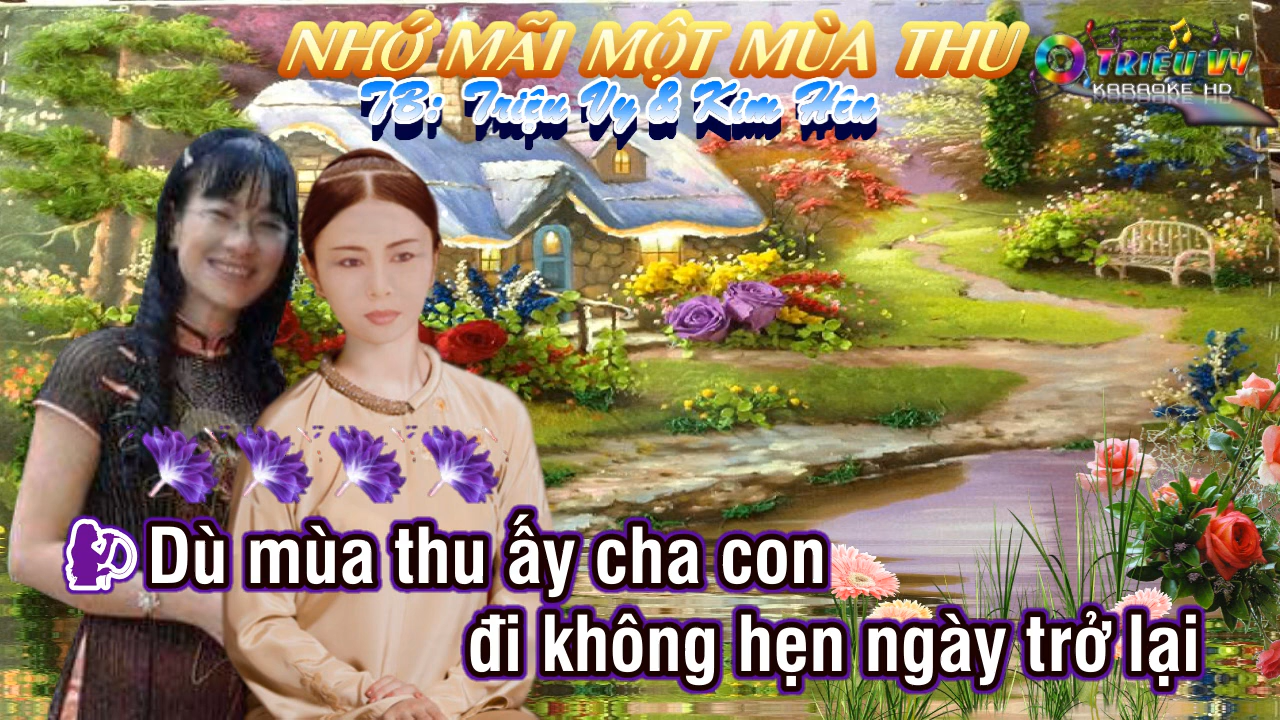 NHỚ MÃI MỘT MÙA THU
TRIỆU VY
KARAOKE HD
TB: Triệu Vy & Kim Hên
Dù mùa thu ấy cha con
đi không hẹn ngày trở lại